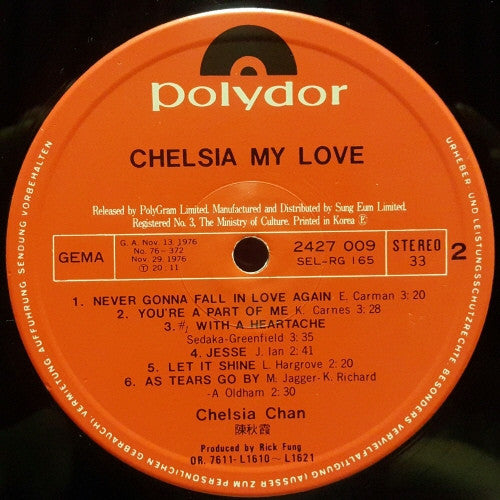 polydor
CHELSIA MY LOVE
Released by PolyGram Limited. Manufactured and Distributed by Sung Eum Limited.
Registered No. 3, The Ministry of Culture. Printed in Korea Ⓟ
GEMA
G. A. Nov. 13. 1976
No. 76- 372
Nov. 29. 1976
Ⓣ 20. 11
2427 009
SEL-RG 165
STEREO
33
2
1. NEVER GONNA FALL IN LOVE AGAIN E. Carman 3: 20
2. YOU'RE A PART OF ME K. Carnes 3: 28
3. #1 WITH A HEARTACHE
Sedaka-Greenfield 3: 35
4. JESSE J. Ian 2: 41
5. LET IT SHINE L. Hargrove 2: 20
6. AS TEARS GO BY M. Jagger-K. Richard
-A Oldham 2: 30
Chelsia Chan
陳秋霞
Produced by Rick Fung
OR. 7611-L1610~L1621
URHEBER UND LEISTUNGSSCHUTZRECHTE, BESONDERS VERVIELFALTIGUNG (AUSSER ZUM PERSONLICHEN GEBRAUCH) VERMIETUNG AUFFUHRUNG SENDUNG VORBEHALTEN